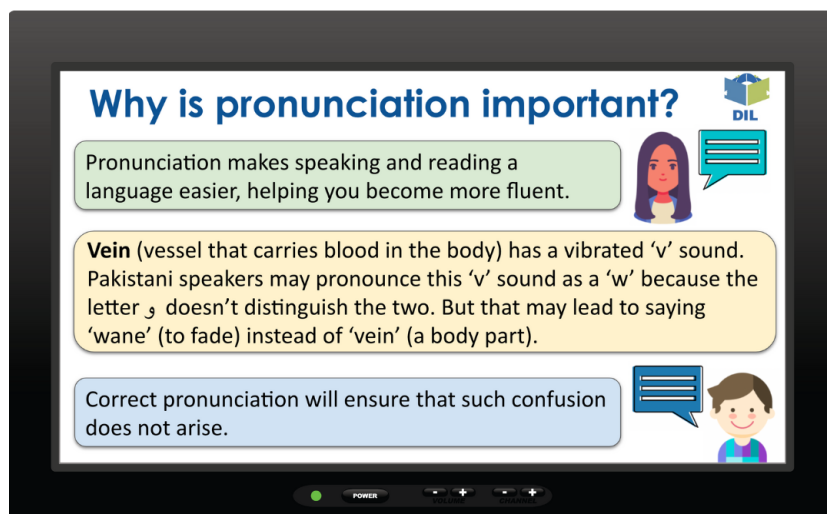 Why is pronunciation important?
DIL
Pronunciation makes speaking and reading a
language easier, helping you become more fluent.
Vein (vessel that carries blood in the body) has a vibrated ‘v’ sound.
Pakistani speakers may pronounce this ‘v’ sound as a ‘w’ because the
letter و doesn’t distinguish the two. But that may lead to saying
‘wane’ (to fade) instead of ‘vein’ (a body part).
Correct pronunciation will ensure that such confusion
does not arise.
POWER
- + - +
VOLUME CHANNEL